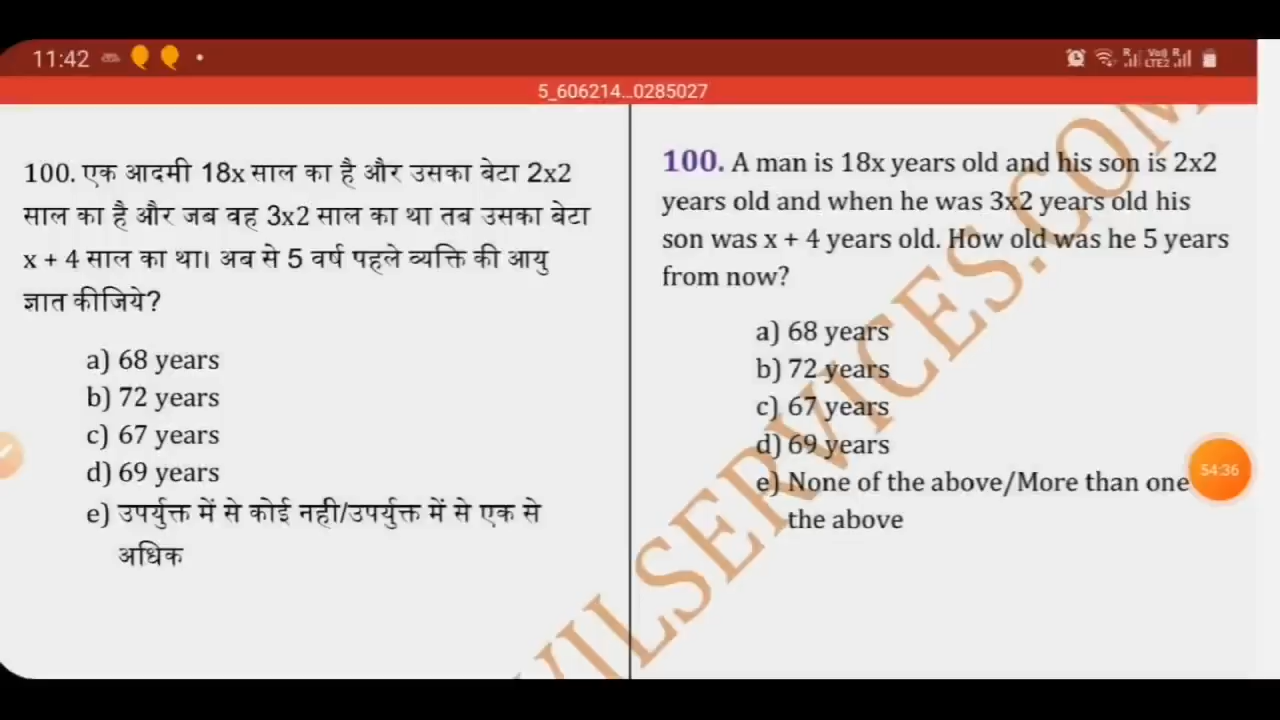 11:42
5_606214...0285027
100. एक आदमी 18x साल का है और उसका बेटा 2x2
साल का है और जब वह 3x2 साल का था तब उसका बेटा
x + 4 साल का था। अब से 5 वर्ष पहले व्यक्ति की आयु
ज्ञात कीजिये?
a) 68 years
b) 72 years
c) 67 years
d) 69 years
e) उपर्युक्त में से कोई नही/उपर्युक्त में से एक से
अधिक
100. A man is 18x years old and his son is 2x2
years old and when he was 3x2 years old his
son was x + 4 years old. How old was he 5 years
from now?
a) 68 years
b) 72 years
c) 67 years
d) 69 years
e) None of the above/More than one
the above
54:36
VILSERVICES.COM